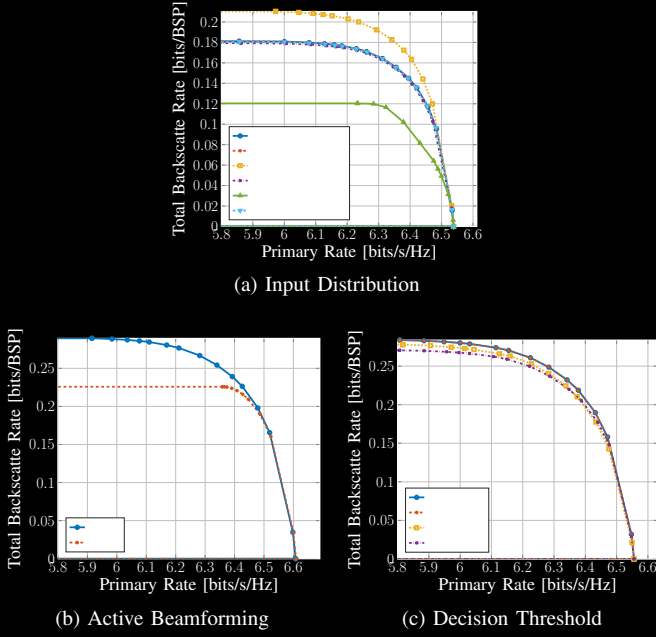 0.2
0.18
0.16
0.14
0.12
0.1
0.08
0.06
0.04
0.02
0
Total Backscatte Rate [bits/BSP]
5.8 5.9 6 6.1 6.2 6.3 6.4 6.5 6.6
Primary Rate [bits/s/Hz]
(a) Input Distribution
0.25
0.2
0.15
0.1
0.05
0
Total Backscatte Rate [bits/BSP]
5.8 5.9 6 6.1 6.2 6.3 6.4 6.5 6.6
Primary Rate [bits/s/Hz]
(b) Active Beamforming
0.25
0.2
0.15
0.1
0.05
0
Total Backscatte Rate [bits/BSP]
5.8 5.9 6 6.1 6.2 6.3 6.4 6.5 6.6
Primary Rate [bits/s/Hz]
(c) Decision Threshold